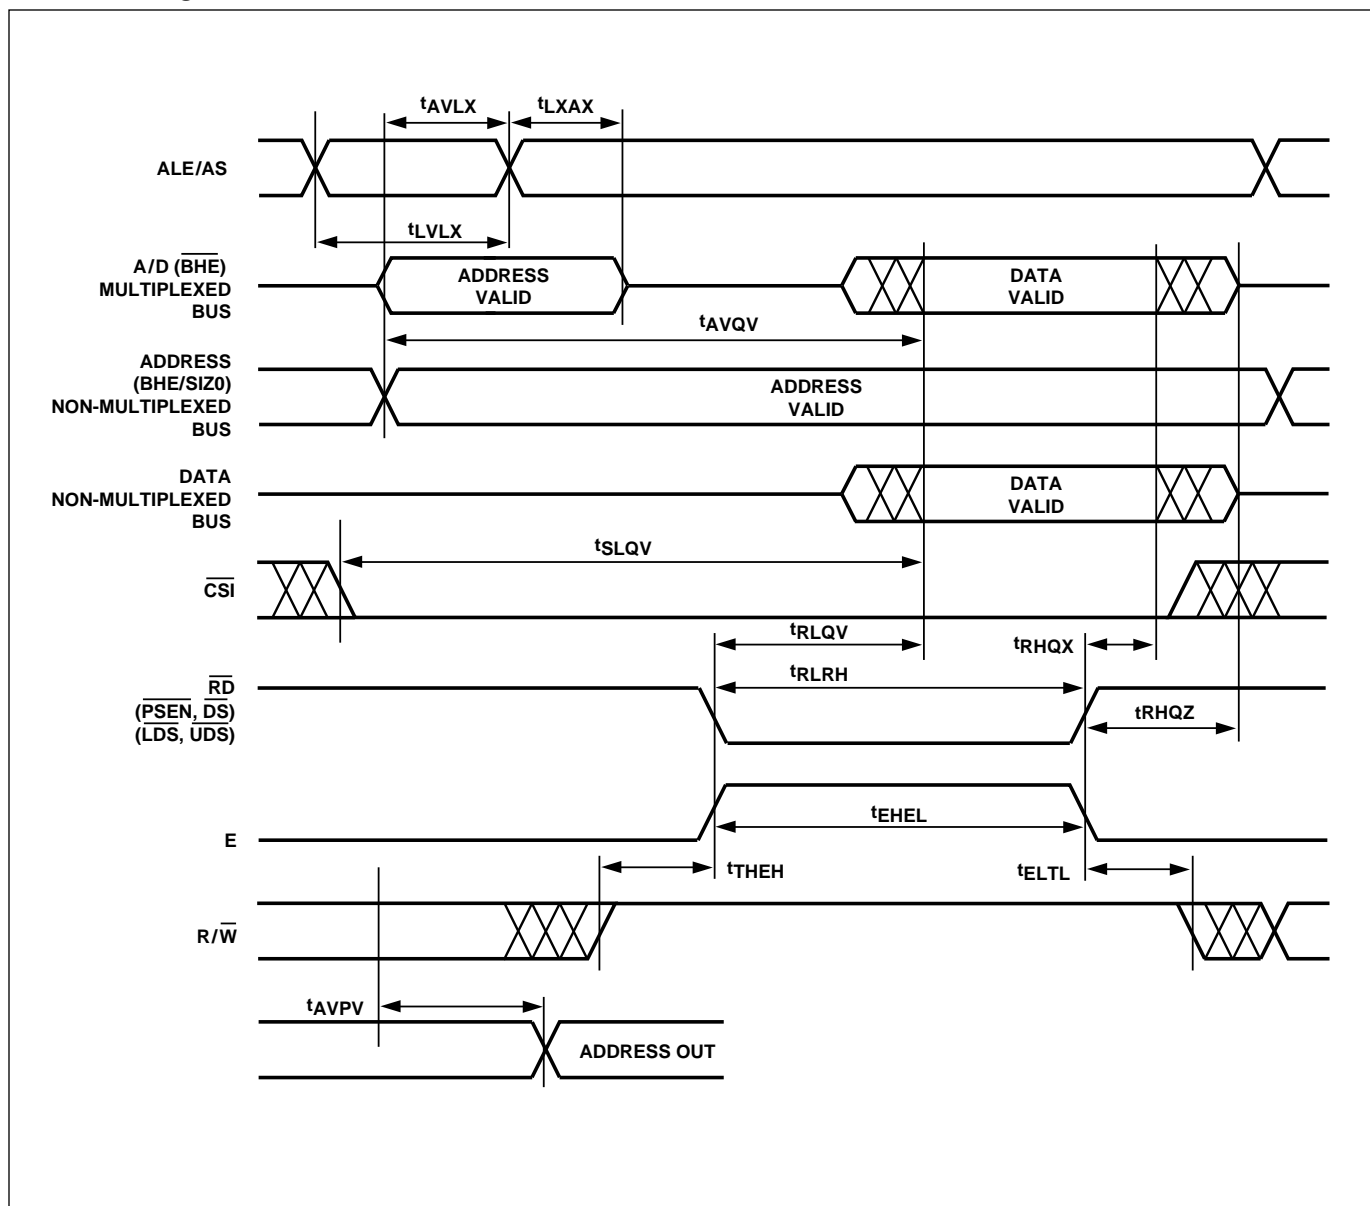 tAVLX
tLXAX
ALE/AS
tLVLX
A/D (BHE)
MULTIPLEXED
BUS
ADDRESS
VALID
DATA
VALID
tAVQV
ADDRESS
(BHE/SIZ0)
NON-MULTIPLEXED
BUS
ADDRESS
VALID
DATA
NON-MULTIPLEXED
BUS
DATA
VALID
tSLQV
CSI
tRLQV
tRHQX
tRLRH
RD
(PSEN, DS)
(LDS, UDS)
tRHQZ
tEHEL
E
tTHEH
tELTL
R/W
tAVPV
ADDRESS OUT